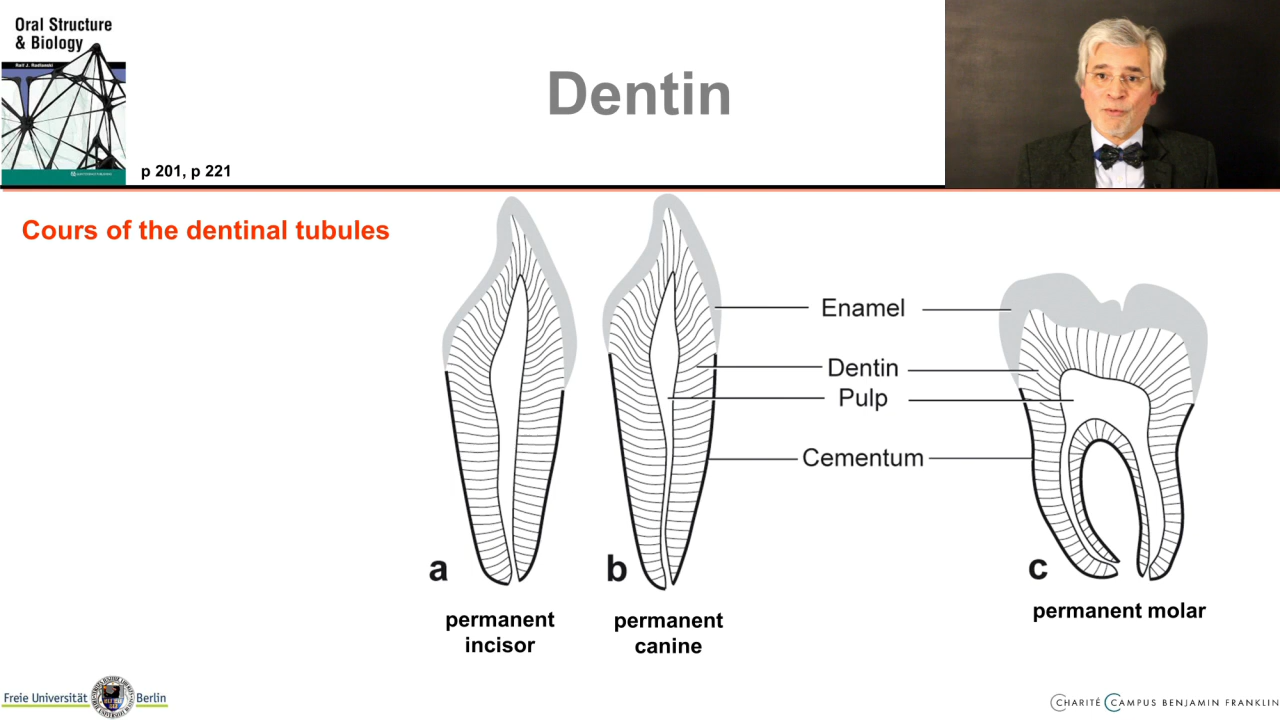 Oral Structure
& Biology
Ralf J. Radlanski
p 201, p 221
Dentin
Cours of the dentinal tubules
Enamel
Dentin
Pulp
Cementum
a
b
c
permanent
incisor
permanent
canine
permanent molar
Freie Universität
Berlin
CHARITÉ CAMPUS BENJAMIN FRANKLIN